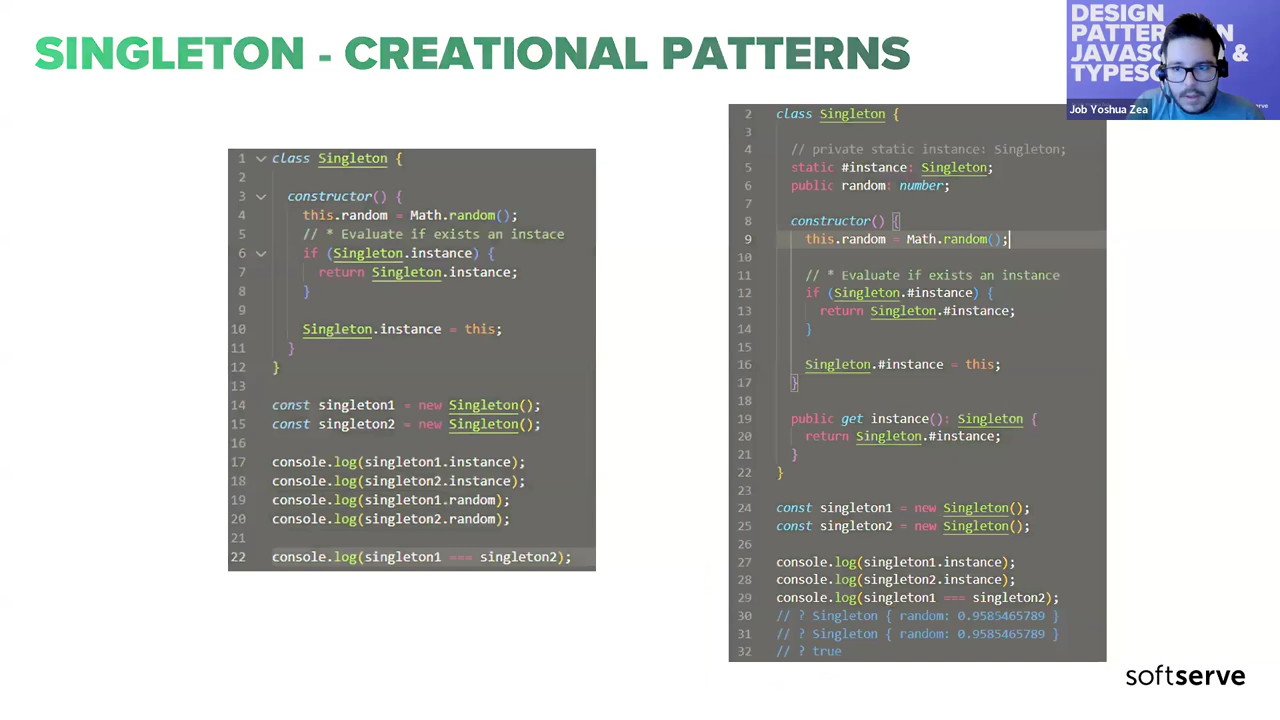 SINGLETON - CREATIONAL PATTERNS
DESIGN
PATTER N
JAVASC &
TYPESC
Job Yoshua Zea
1 class Singleton {
2
3 constructor() {
4 this.random = Math.random();
5 // * Evaluate if exists an instace
6 if (Singleton.instance) {
7 return Singleton.instance;
8 }
9
10 Singleton.instance = this;
11 }
12 }
13
14 const singleton1 = new Singleton();
15 const singleton2 = new Singleton();
16
17 console.log(singleton1.instance);
18 console.log(singleton2.instance);
19 console.log(singleton1.random);
20 console.log(singleton2.random);
21
22 console.log(singleton1 === singleton2);
2 class Singleton {
3
4 // private static instance: Singleton;
5 static #instance: Singleton;
6 public random: number;
7
8 constructor() {
9 this.random = Math.random();
10
11 // * Evaluate if exists an instance
12 if (Singleton.#instance) {
13 return Singleton.#instance;
14 }
15
16 Singleton.#instance = this;
17 }
18
19 public get instance(): Singleton {
20 return Singleton.#instance;
21 }
22 }
23
24 const singleton1 = new Singleton();
25 const singleton2 = new Singleton();
26
27 console.log(singleton1.instance);
28 console.log(singleton2.instance);
29 console.log(singleton1 === singleton2);
30 // ? Singleton { random: 0.9585465789 }
31 // ? Singleton { random: 0.9585465789 }
32 // ? true
softserve